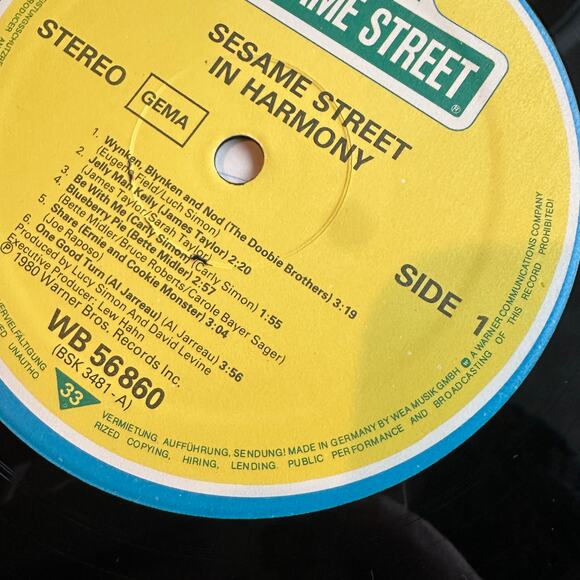 SESAME STREET
®
STEREO
GEMA
SESAME STREET
IN HARMONY
SIDE 1
1. Wynken, Blynken and Nod (The Doobie Brothers) 3:19
(Eugene Field/Lucy Simon)
2. Jelly Man Kelly (James Taylor) 2:20
(James Taylor/Sarah Taylor)
3. Be With Me (Carly Simon) (Carly Simon) 1:55
4. Blueberry Pie (Bette Midler) 2:52
(Bette Midler/Bruce Roberts/Carole Bayer Sager)
5. Share (Ernie and Cookie Monster) 3:04
(Joe Raposo)
6. One Good Turn (Al Jarreau) (Al Jarreau) 3:56
Produced by Lucy Simon and David Levine
Executive Producer: Lew Hahn
℗ 1980 Warner Bros. Records Inc.
WB 56 860
(BSK 3481-A)
33
VERMIETUNG, AUFFÜHRUNG, SENDUNG! MADE IN GERMANY BY WEA MUSIK GMBH A WARNER COMMUNICATIONS COMPANY
RIZED COPYING, HIRING, LENDING. PUBLIC PERFORMANCE AND BROADCASTING OF THIS RECORD PROHIBITED!
VERVIELFÄLTIGUNG
UNAUTHO